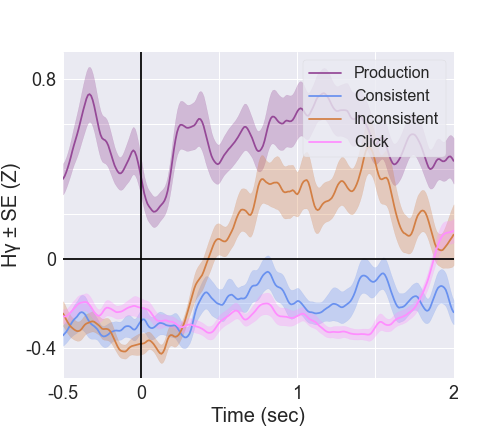 Production
Consistent
Inconsistent
Click
0.8
0
-0.4
Hγ ± SE (Z)
-0.5 0 1 2
Time (sec)